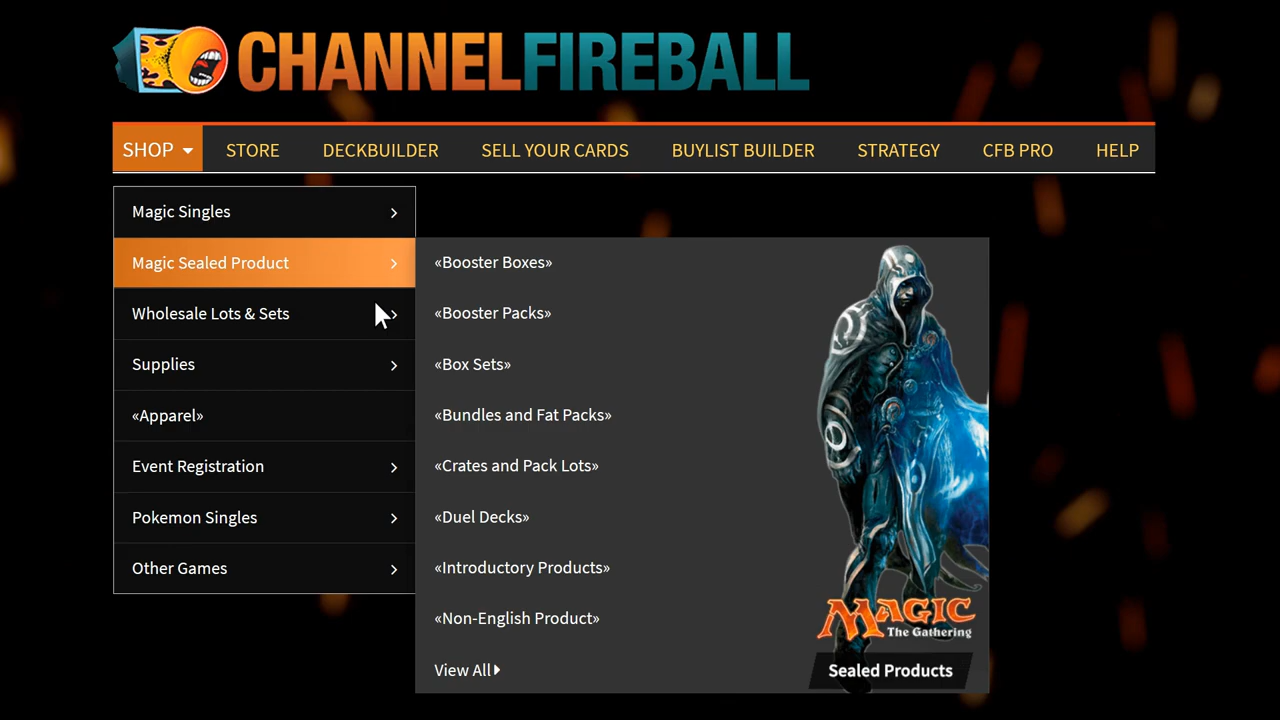 CHANNELFIREBALL
SHOP
STORE
DECKBUILDER
SELL YOUR CARDS
BUYLIST BUILDER
STRATEGY
CFB PRO
HELP
Magic Singles
Magic Sealed Product
Wholesale Lots & Sets
Supplies
«Apparel»
Event Registration
Pokemon Singles
Other Games
«Booster Boxes»
«Booster Packs»
«Box Sets»
«Bundles and Fat Packs»
«Crates and Pack Lots»
«Duel Decks»
«Introductory Products»
«Non-English Product»
View All
MAGIC
The Gathering
Sealed Products